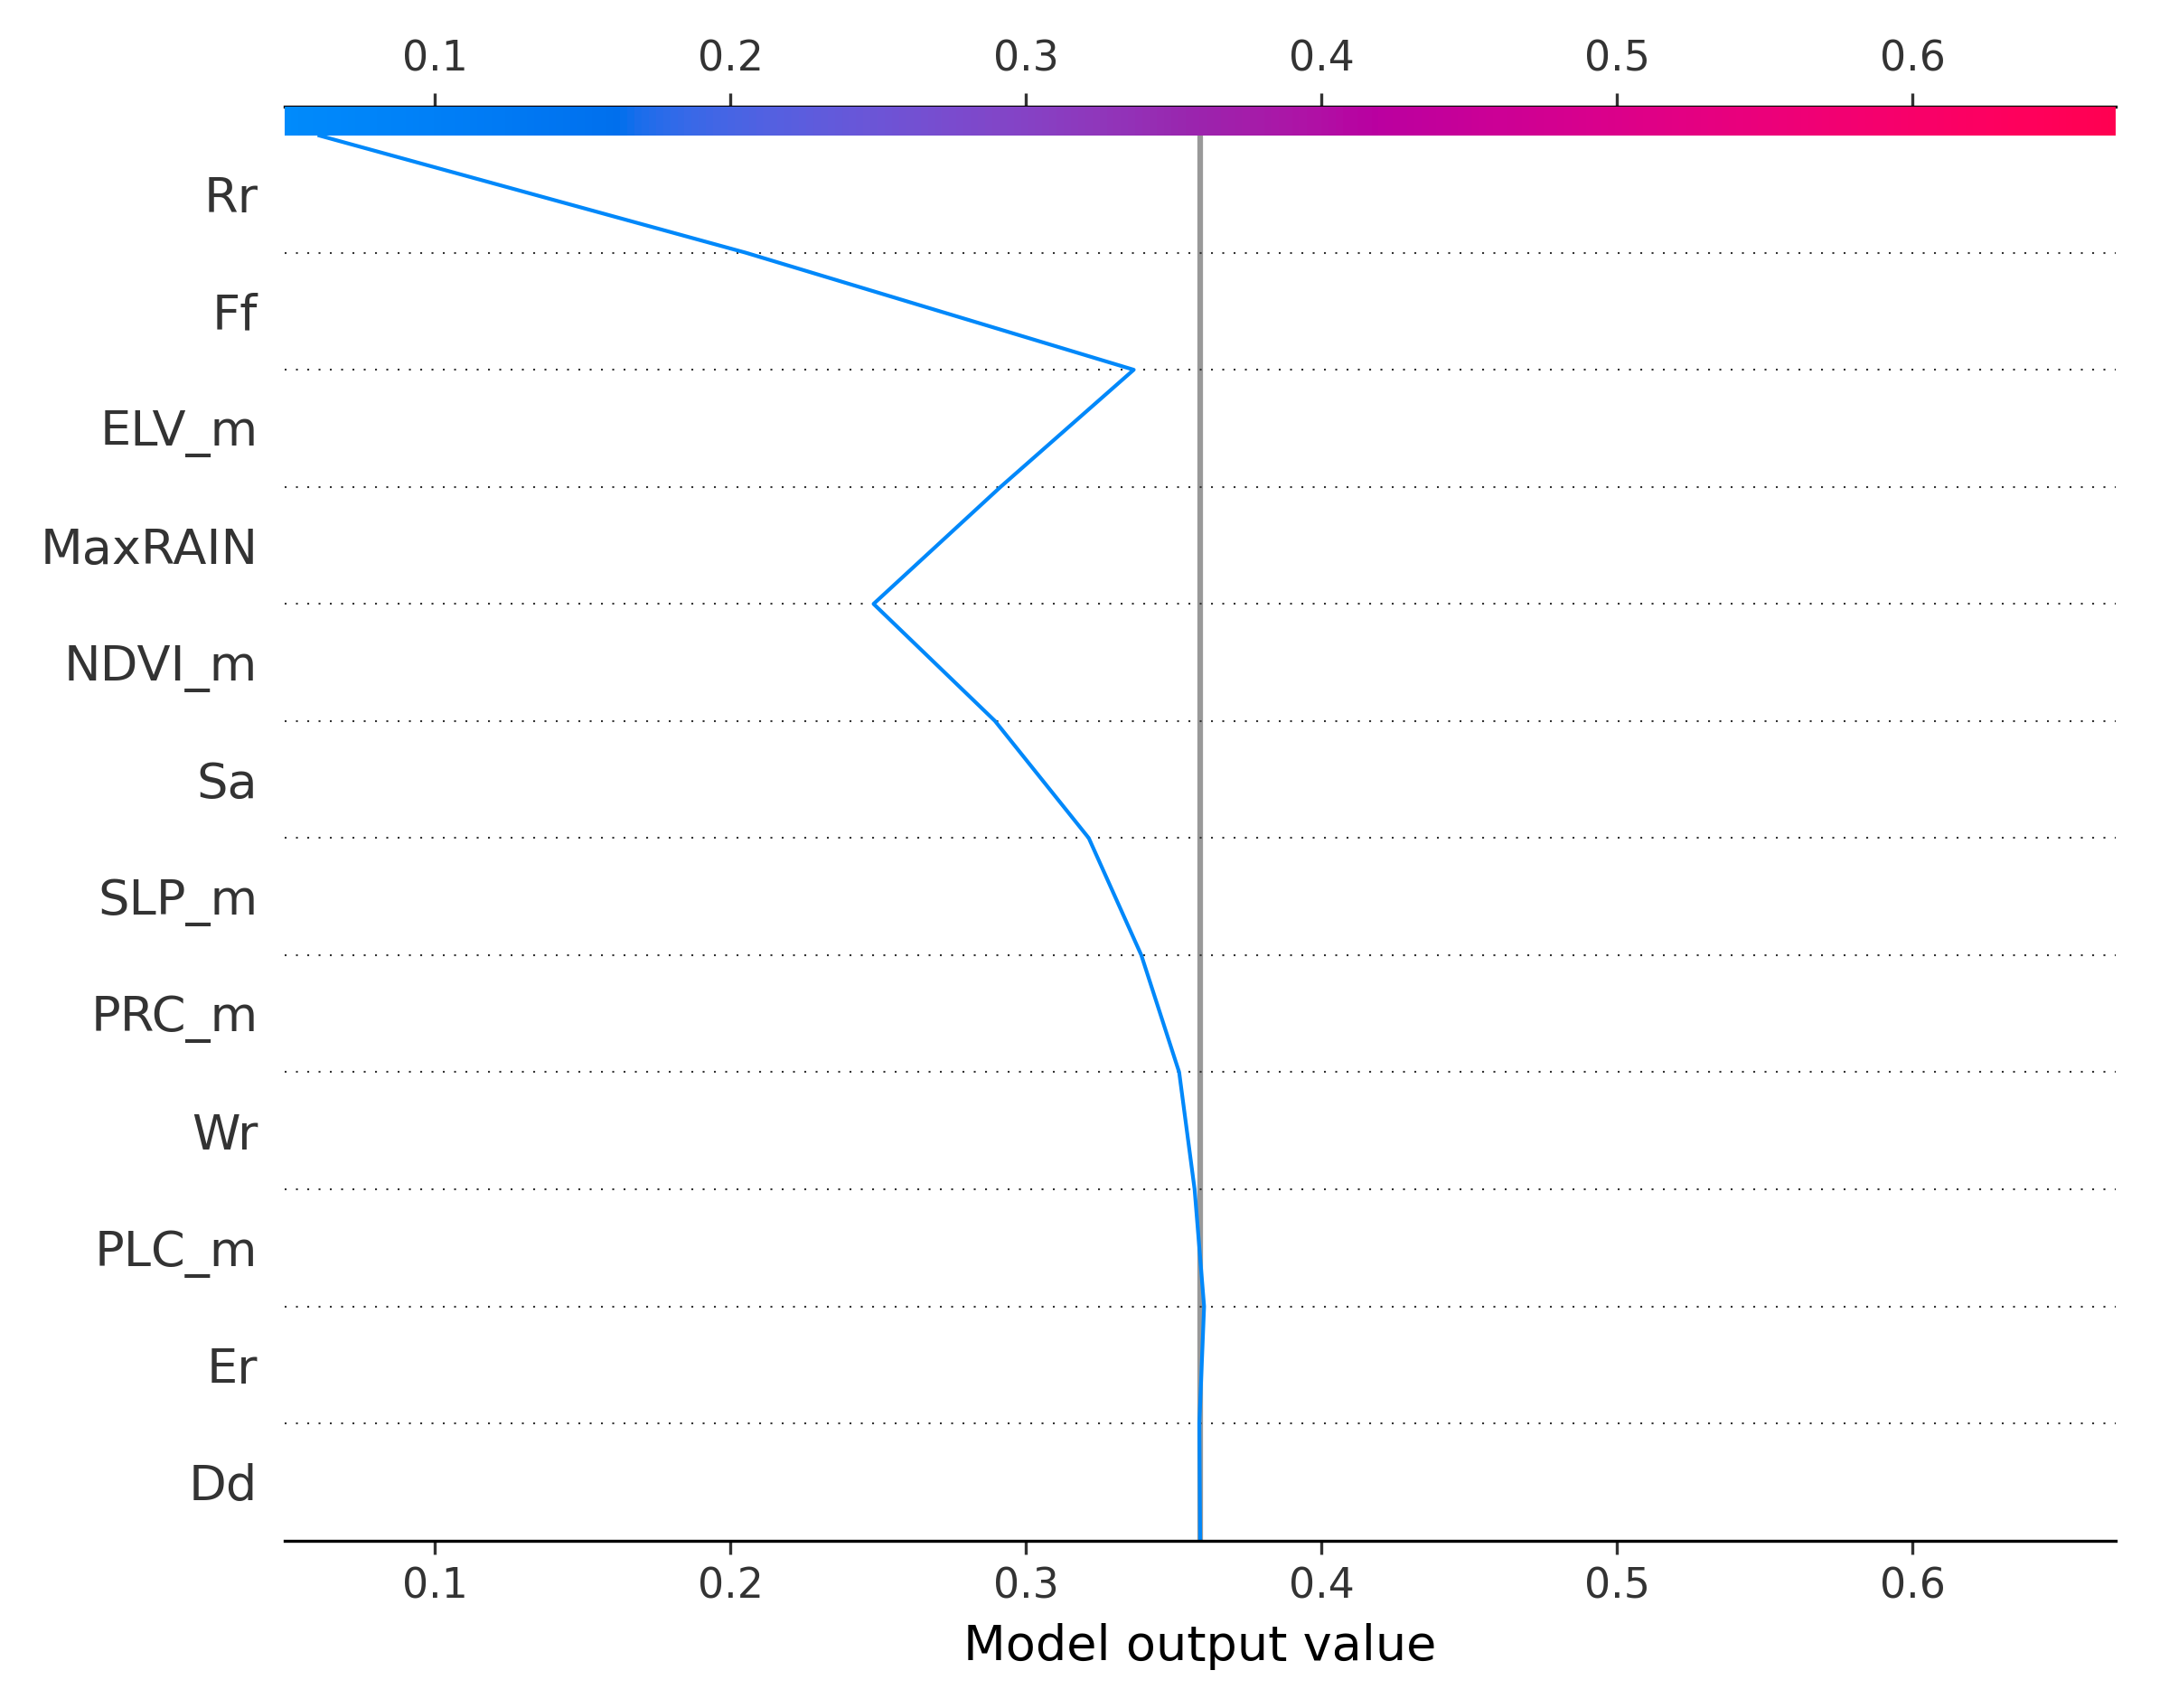 0.1 0.2 0.3 0.4 0.5 0.6
Rr
Ff
ELV_m
MaxRAIN
NDVI_m
Sa
SLP_m
PRC_m
Wr
PLC_m
Er
Dd
0.1 0.2 0.3 0.4 0.5 0.6
Model output value